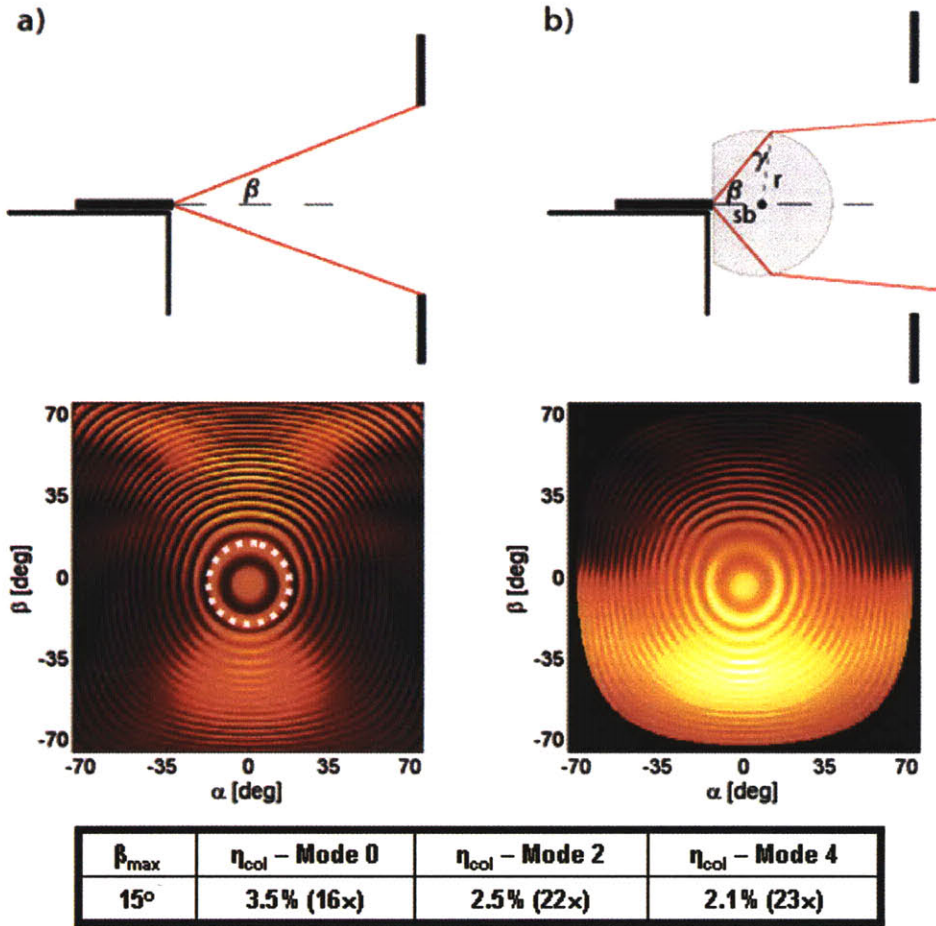 a)
b)
β
γ
β
r
sb
70
35
0
-35
-70
β [deg]
-70 -35 0 35 70
α [deg]
70
35
0
-35
-70
β [deg]
-70 -35 0 35 70
α [deg]
βmax ηcol – Mode 0 ηcol – Mode 2 ηcol – Mode 4
15º 3.5% (16×) 2.5% (22×) 2.1% (23×)